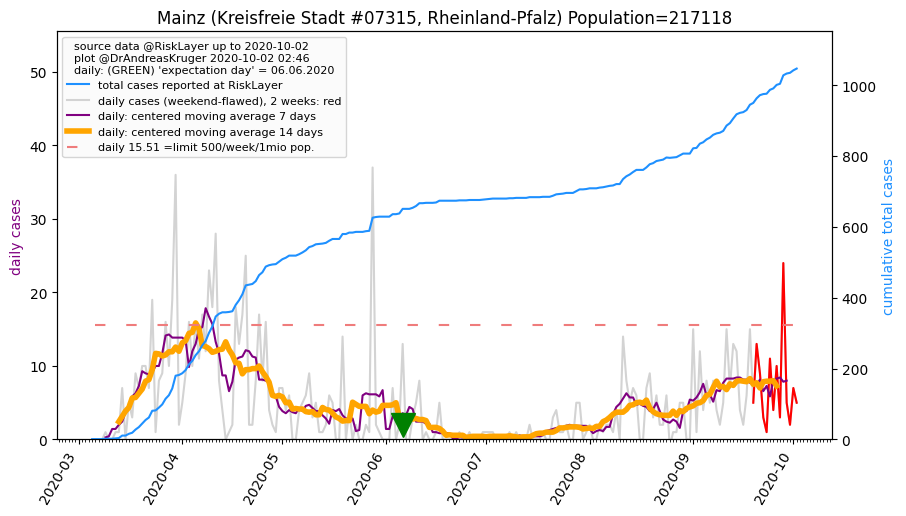 Mainz (Kreisfreie Stadt #07315, Rheinland-Pfalz) Population=217118
source data @RiskLayer up to 2020-10-02
plot @DrAndreasKruger 2020-10-02 02:46
daily: (GREEN) 'expectation day' = 06.06.2020
total cases reported at RiskLayer
daily cases (weekend-flawed), 2 weeks: red
daily: centered moving average 7 days
daily: centered moving average 14 days
daily 15.51 =limit 500/week/1mio pop.
daily cases
50
40
30
20
10
0
cumulative total cases
1000
800
600
400
200
0
2020-03
2020-04
2020-05
2020-06
2020-07
2020-08
2020-09
2020-10